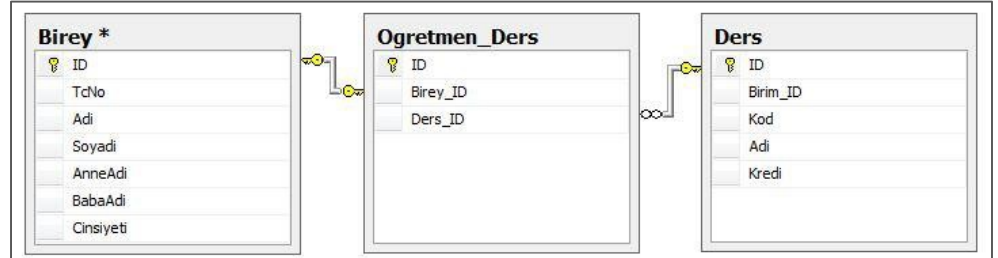 Birey *
ID
TcNo
Adi
Soyadi
AnneAdi
BabaAdi
Cinsiyeti
Ogretmen_Ders
ID
Birey_ID
Ders_ID
Ders
ID
Birim_ID
Kod
Adi
Kredi